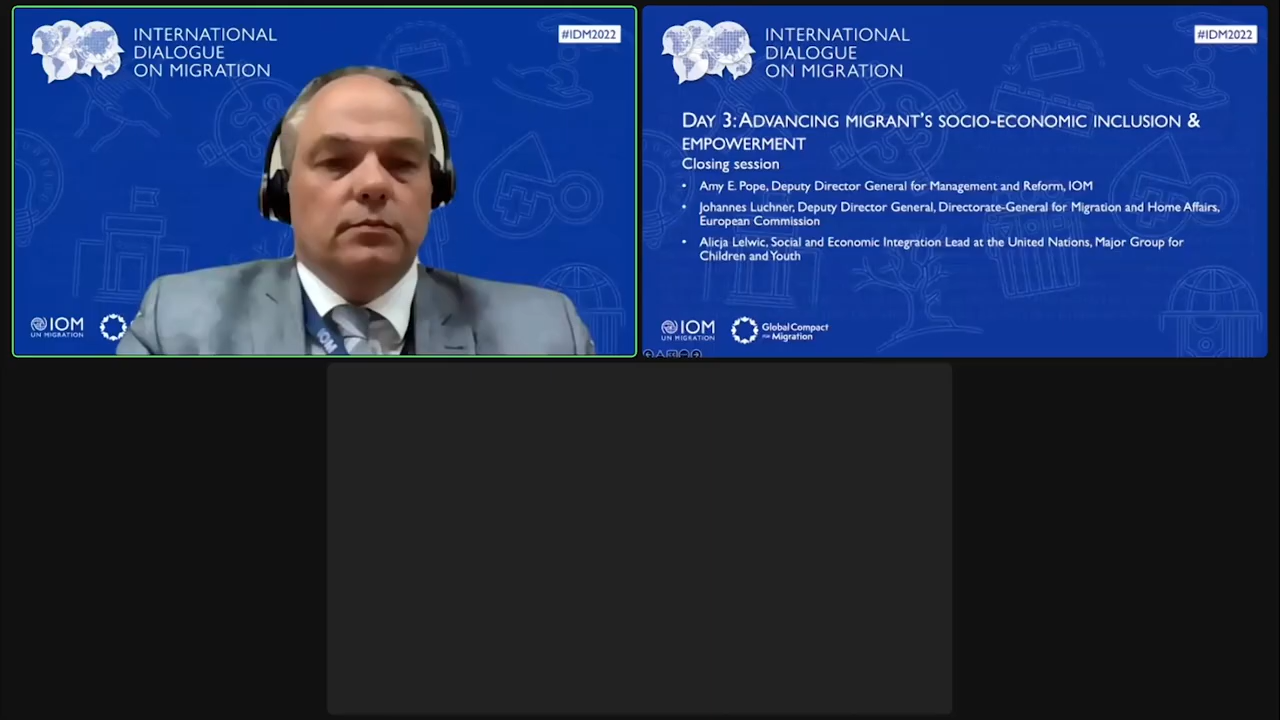 INTERNATIONAL
DIALOGUE
ON MIGRATION
#IDM2022
IOM
UN MIGRATION
IOM
INTERNATIONAL
DIALOGUE
ON MIGRATION
#IDM2022
DAY 3: ADVANCING MIGRANT'S SOCIO-ECONOMIC INCLUSION &
EMPOWERMENT
Closing session
• Amy E. Pope, Deputy Director General for Management and Reform, IOM
• Johannes Luchner, Deputy Director General, Directorate-General for Migration and Home Affairs,
European Commission
• Alicja Lelwic, Social and Economic Integration Lead at the United Nations, Major Group for
Children and Youth
IOM
UN MIGRATION
Global Compact
for Migration